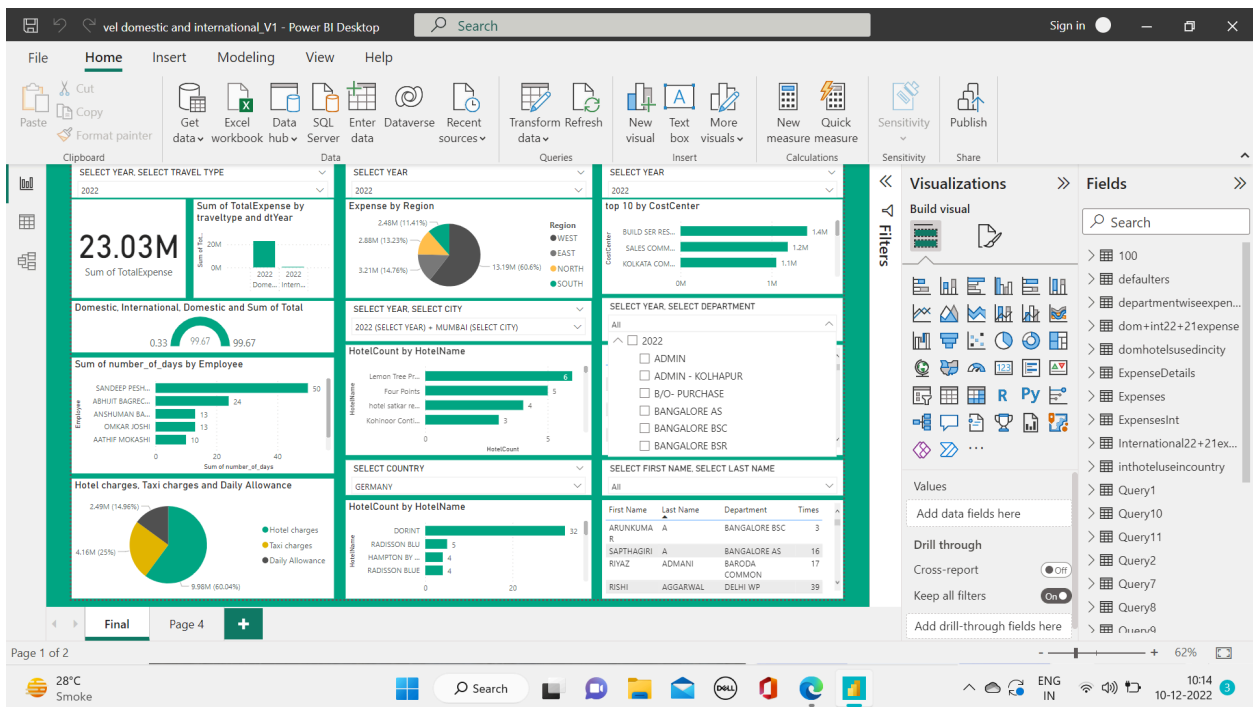 vel domestic and international_V1 - Power BI Desktop
Search
Sign in
File Home Insert Modeling View Help
Paste
Cut
Copy
Format painter
Get data
Excel workbook
Data hub
SQL Server
Enter data
Dataverse
Recent sources
Transform data
Refresh
New visual
Text box
More visuals
New measure
Quick measure
Sensitivity
Publish
Clipboard
Data
Queries
Insert
Calculations
Sensitivity
Share
SELECT YEAR, SELECT TRAVEL TYPE
2022
23.03M
Sum of TotalExpense
Sum of TotalExpense by
traveltype and dtYear
Sum of Tot...
20M
0M
2022 2022
Dome... Intern...
Domestic, International, Domestic and Sum of Total
0.33 99.67 99.67
Sum of number_of_days by Employee
Employee
SANDEEP PESH... 50
ABHIJIT BAGREC... 24
ANSHUMAN BA... 13
OMKAR JOSHI 13
AATHIF MOKASHI 10
0 20 40
Sum of number_of_days
Hotel charges, Taxi charges and Daily Allowance
2.49M (14.96%)
4.16M (25%)
9.98M (60.04%)
Hotel charges
Taxi charges
Daily Allowance
SELECT YEAR
2022
Expense by Region
2.48M (11.41%)
2.88M (13.23%)
3.21M (14.76%)
13.19M (60.6%)
Region
WEST
EAST
NORTH
SOUTH
SELECT YEAR, SELECT CITY
2022 (SELECT YEAR) + MUMBAI (SELECT CITY)
HotelCount by HotelName
HotelName
Lemon Tree Pr... 6
Four Points 5
hotel satkar re... 4
Kohinoor Conti... 3
0 5
HotelCount
SELECT COUNTRY
GERMANY
HotelCount by HotelName
HotelName
DORINT 32
RADISSON BLU 5
HAMPTON BY ... 4
RADISSON BLUE 4
0 20
SELECT YEAR
2022
top 10 by CostCenter
CostCenter
BUILD SER RES... 1.4M
SALES COMM... 1.2M
KOLKATA COM... 1.1M
0M 1M
SELECT YEAR, SELECT DEPARTMENT
All
2022
ADMIN
ADMIN - KOLHAPUR
B/O- PURCHASE
BANGALORE AS
BANGALORE BSC
BANGALORE BSR
SELECT FIRST NAME, SELECT LAST NAME
All
First Name Last Name Department Times
ARUNKUMA A BANGALORE BSC 3
R
SAPTHAGIRI A BANGALORE AS 16
RIYAZ ADMANI BARODA 17
COMMON
RISHI AGGARWAL DELHI WP 39
Filters
Visualizations
Build visual
123
R Py
Values
Add data fields here
Drill through
Cross-report Off
Keep all filters On
Add drill-through fields here
Fields
Search
100
defaulters
departmentwiseexpen...
dom+int22+21expense
domhotelsusedincity
ExpenseDetails
Expenses
ExpensesInt
International22+21ex...
inthoteluseincountry
Query1
Query10
Query11
Query2
Query7
Query8
Query9
Final
Page 4
Page 1 of 2
62%
28°C
Smoke
Search
DELL
ENG
IN
10:14
10-12-2022
3